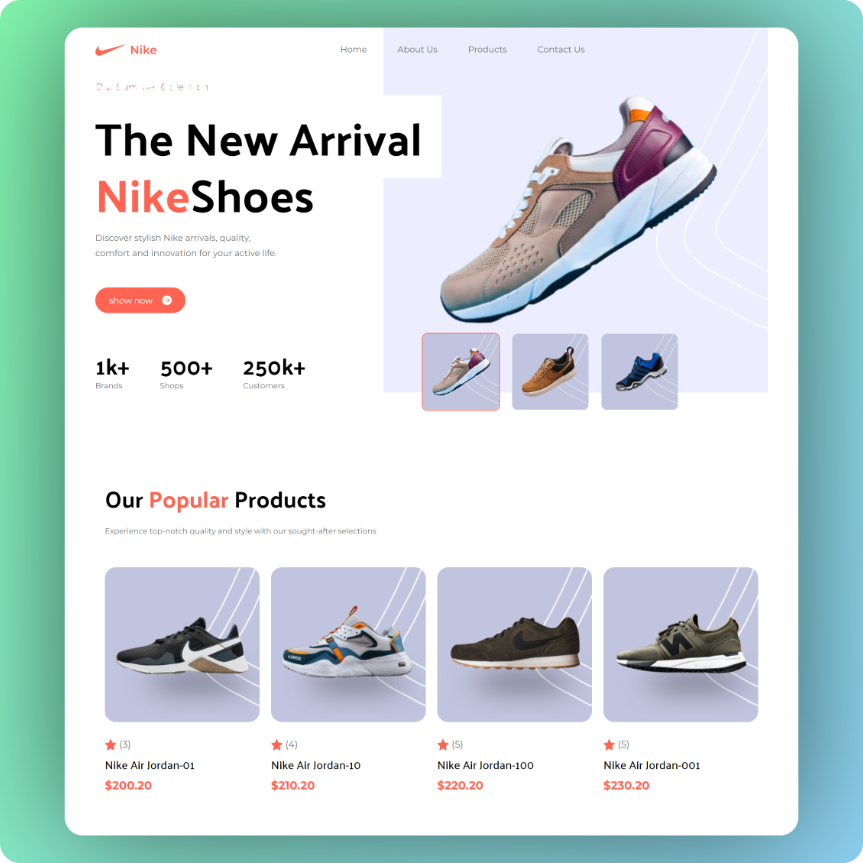 Nike
Home About Us Products Contact Us
The New Arrival
NikeShoes
Discover stylish Nike arrivals, quality,
comfort and innovation for your active life.
show now
1k+ 500+ 250k+
Brands Shops Customers
Our Popular Products
Experience top-notch quality and style with our sought-after selections
(3) (4) (5) (5)
Nike Air Jordan-01 Nike Air Jordan-10 Nike Air Jordan-100 Nike Air Jordan-001
$200.20 $210.20 $220.20 $230.20